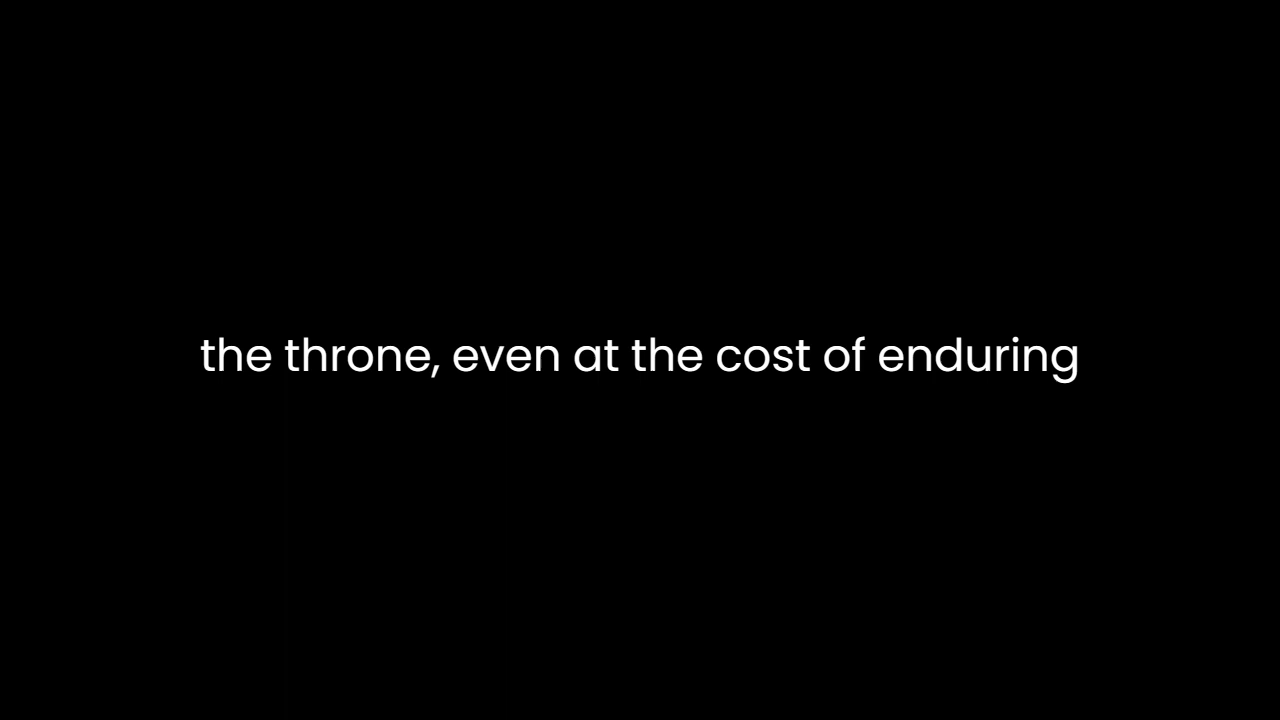 the throne, even at the cost of enduring